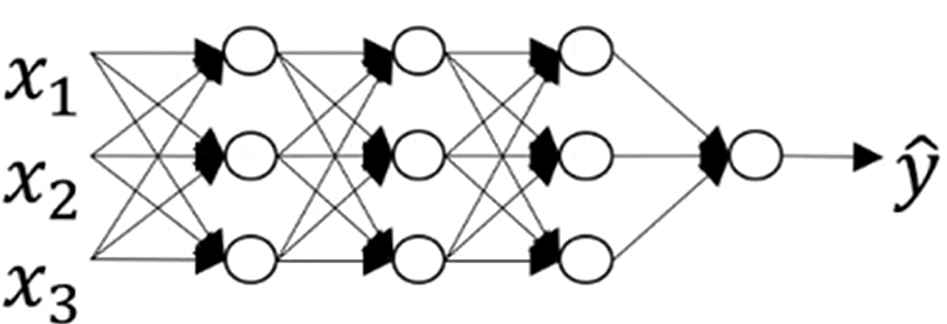 x₁
x₂
x₃
ŷ